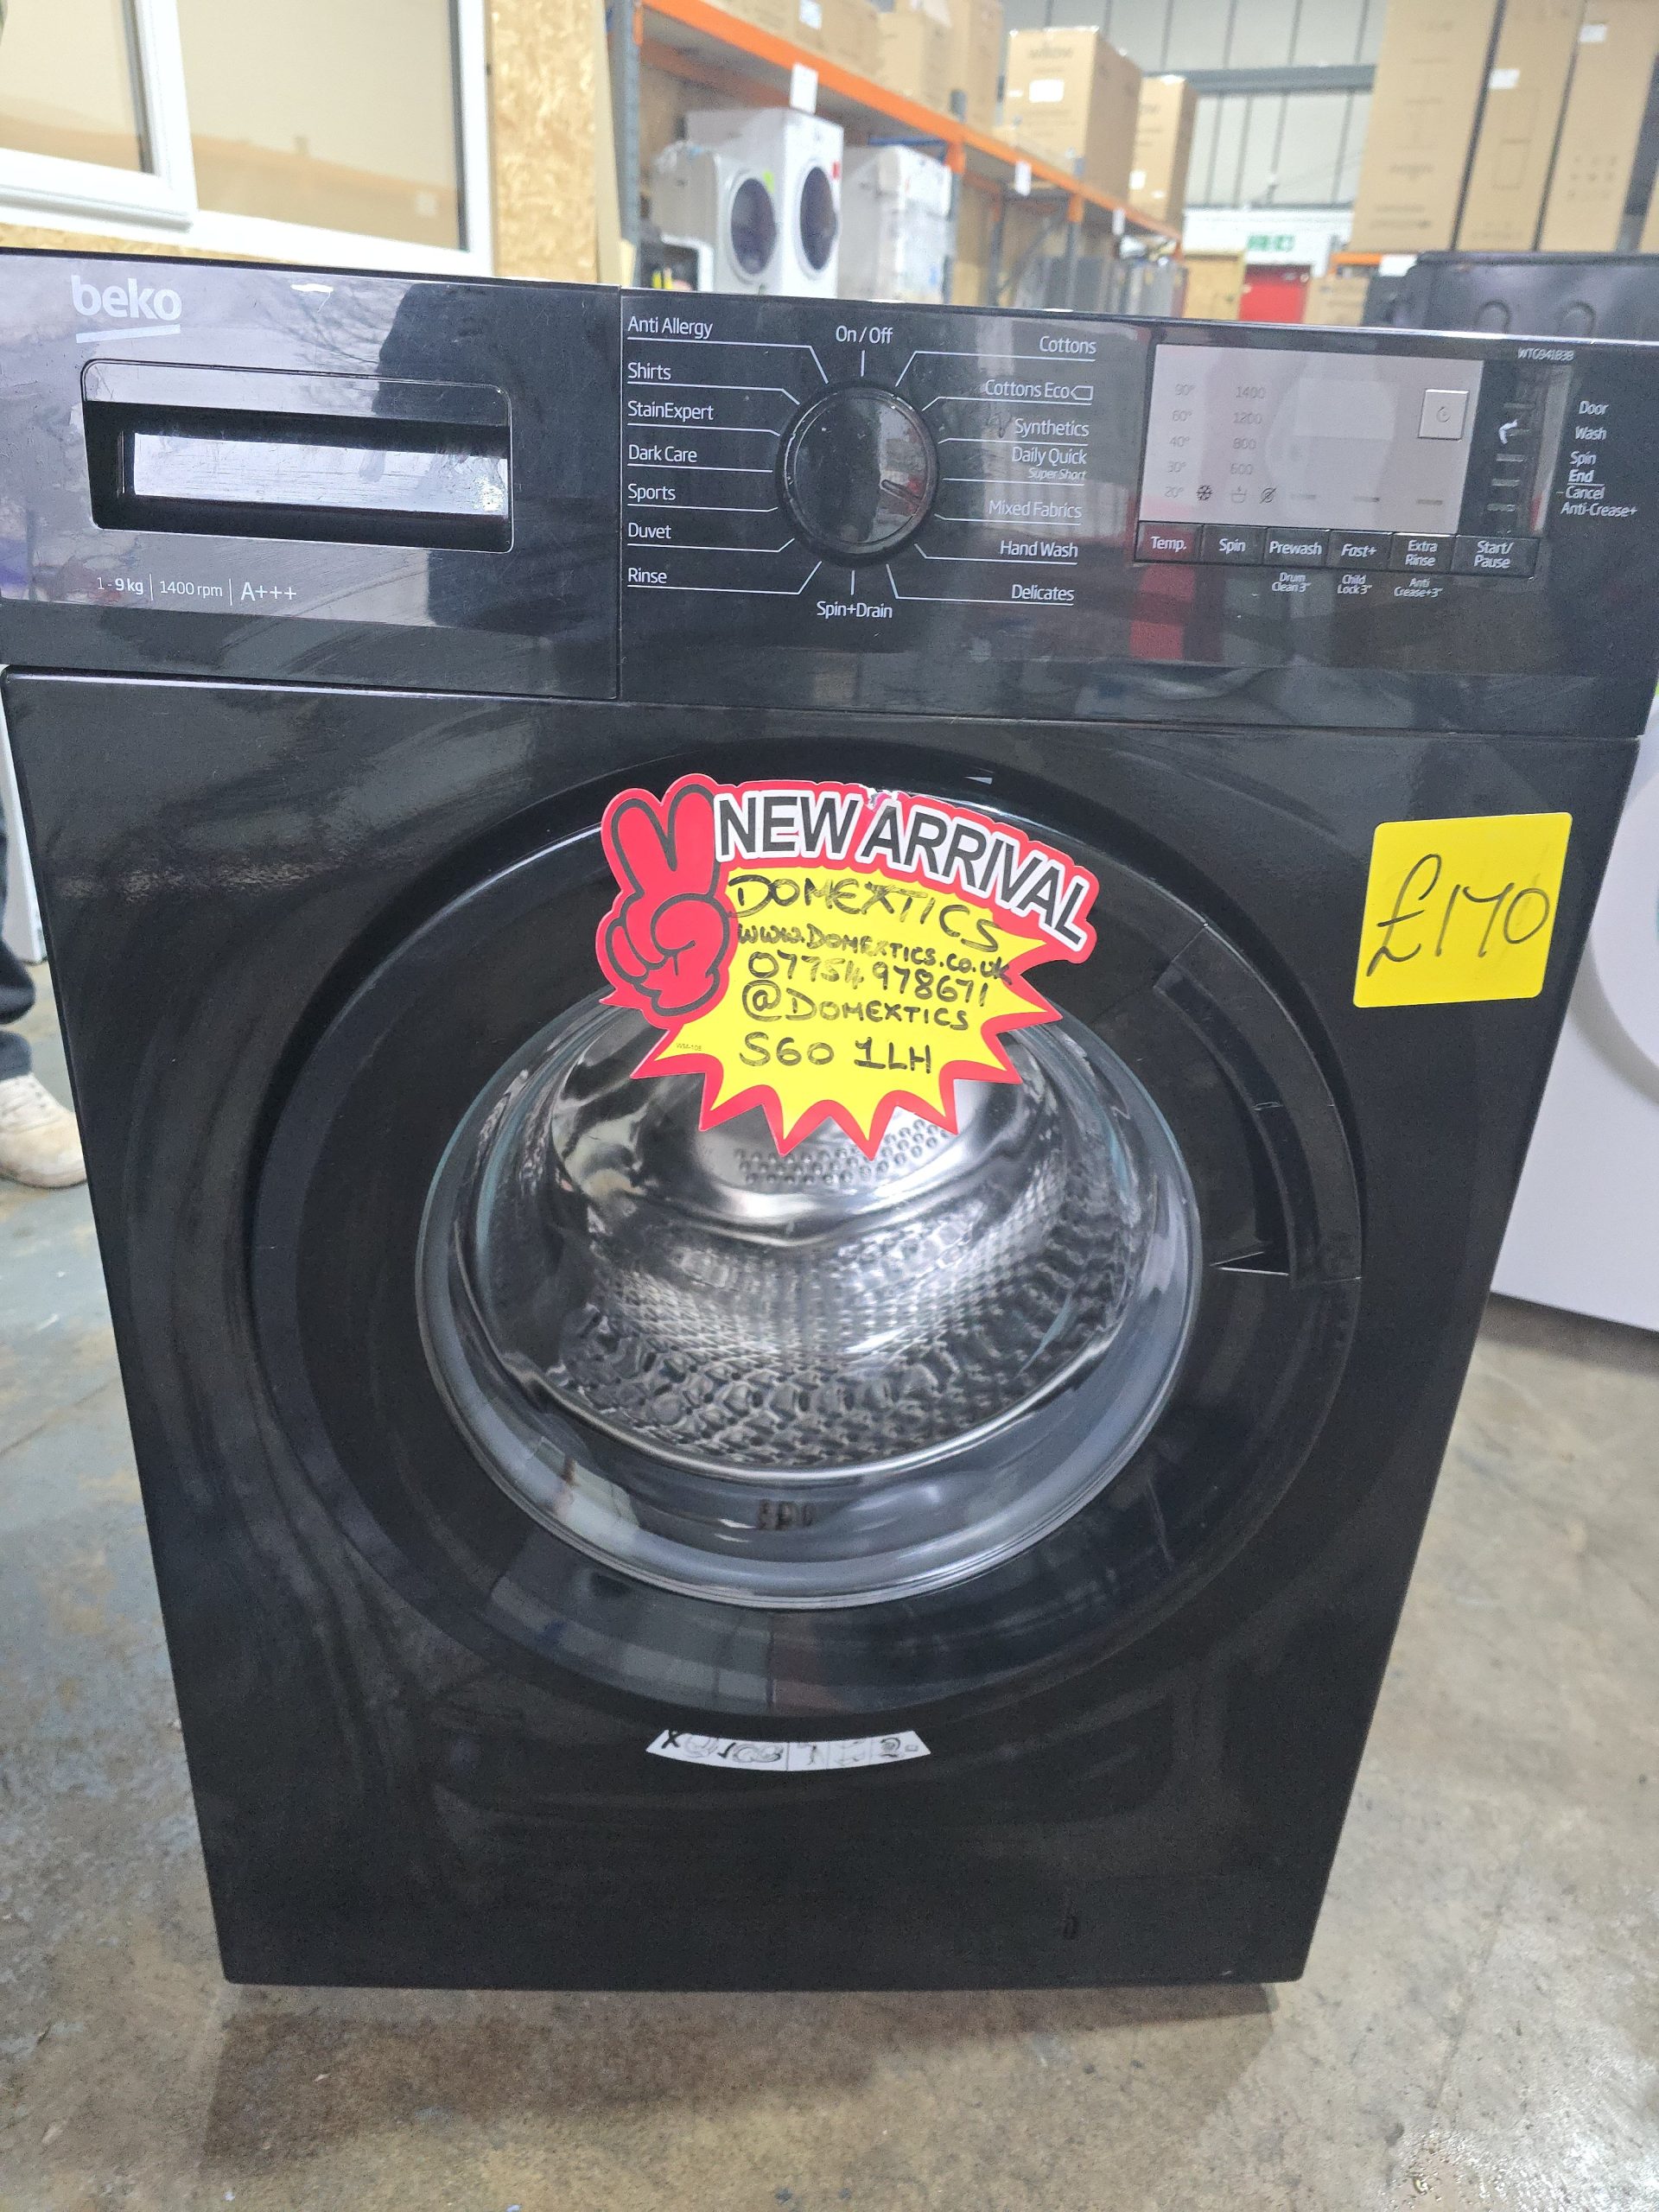 beko
1 - 9 kg | 1400 rpm | A+++
Anti Allergy
Shirts
StainExpert
Dark Care
Sports
Duvet
Rinse
On / Off
Spin+Drain
Cottons
Cottons Eco
Synthetics
Daily Quick
Super Short
Mixed Fabrics
Hand Wash
Delicates
WTG941B3B
90° 1400
60° 1200
40° 800
30° 600
20°
Door
Wash
Spin
End
Cancel
Anti-Crease+
Temp. Spin Prewash Fast+ Extra Rinse Start/ Pause
Drum Clean 3" Child Lock 3" Anti Crease+3"
NEW ARRIVAL
DOMEXTICS
www.DOMEXTICS.co.uk
07754 978671
@DOMEXTICS
S60 1LH
£170